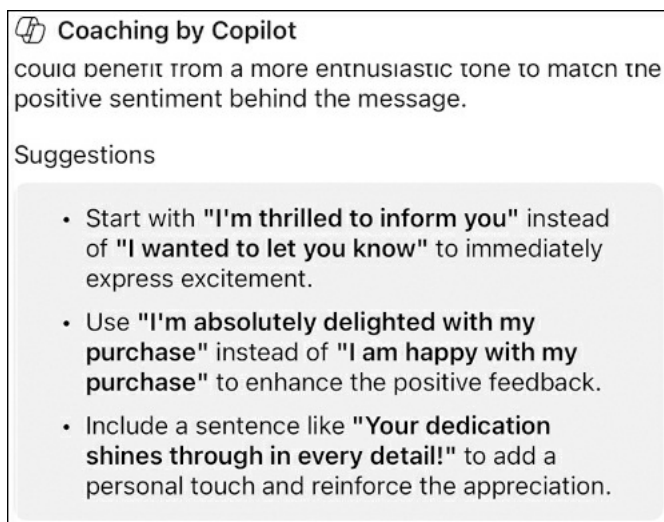 Coaching by Copilot
could benefit from a more enthusiastic tone to match the
positive sentiment behind the message.
Suggestions
• Start with "I'm thrilled to inform you" instead
of "I wanted to let you know" to immediately
express excitement.
• Use "I'm absolutely delighted with my
purchase" instead of "I am happy with my
purchase" to enhance the positive feedback.
• Include a sentence like "Your dedication
shines through in every detail!" to add a
personal touch and reinforce the appreciation.